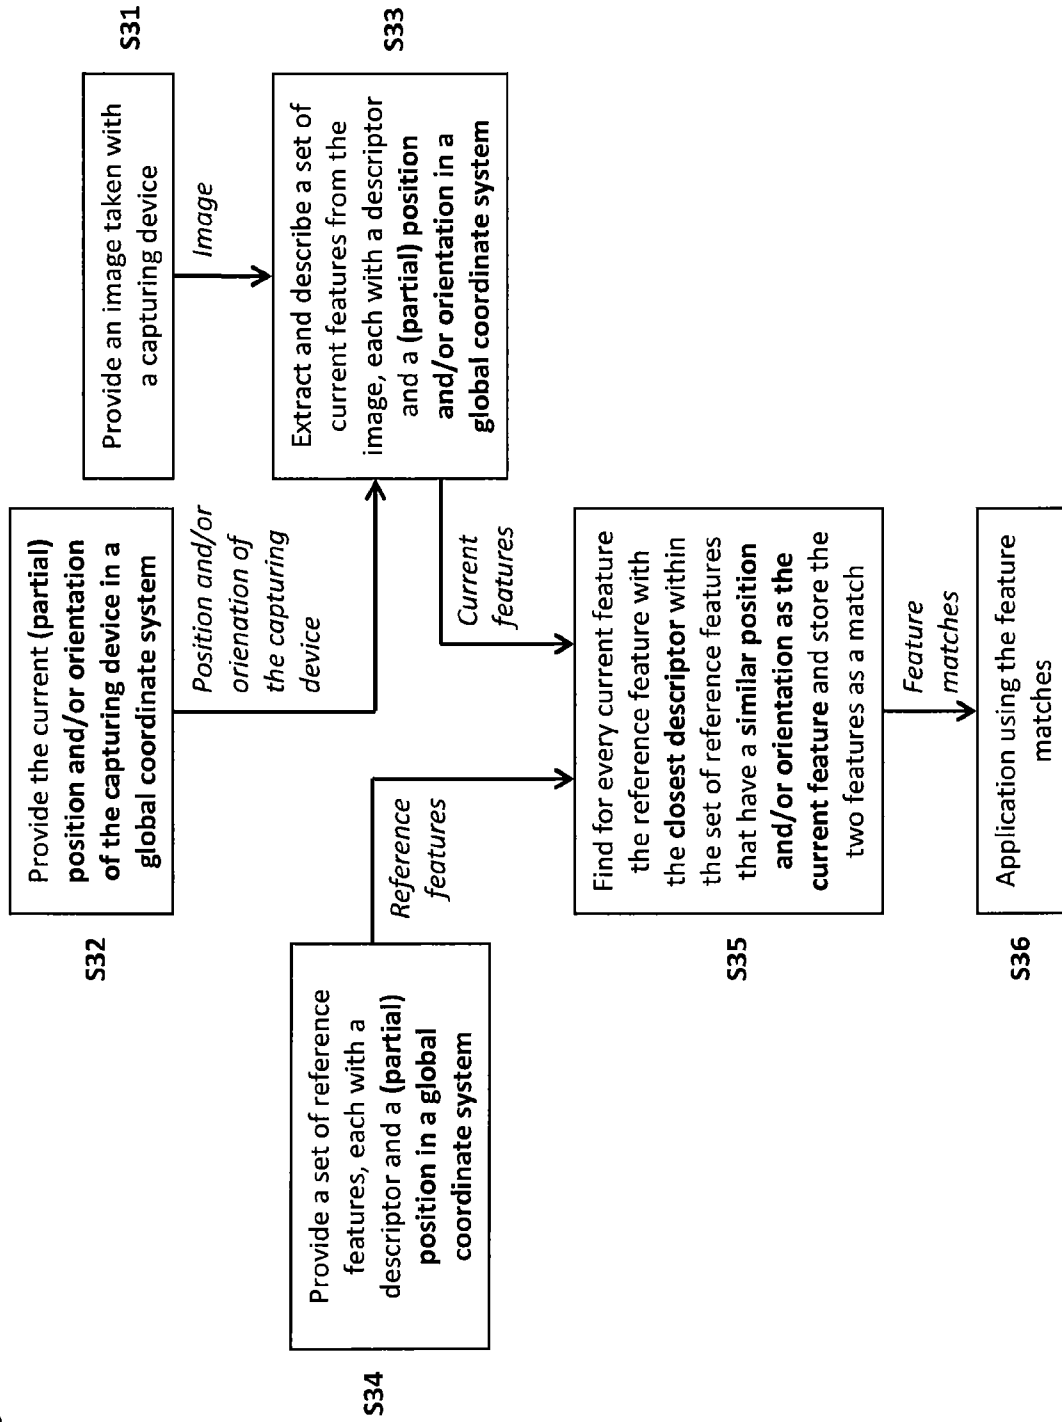 S31
Provide an image taken with
a capturing device
Image
S32
Provide the current (partial)
position and/or orientation
of the capturing device in a
global coordinate system
Position and/or
orienation of
the capturing
device
S33
Extract and describe a set of
current features from the
image, each with a descriptor
and a (partial) position
and/or orientation in a
global coordinate system
Current
features
S34
Provide a set of reference
features, each with a
descriptor and a (partial)
position in a global
coordinate system
Reference
features
S35
Find for every current feature
the reference feature with
the closest descriptor within
the set of reference features
that have a similar position
and/or orientation as the
current feature and store the
two features as a match
Feature
matches
S36
Application using the feature
matches